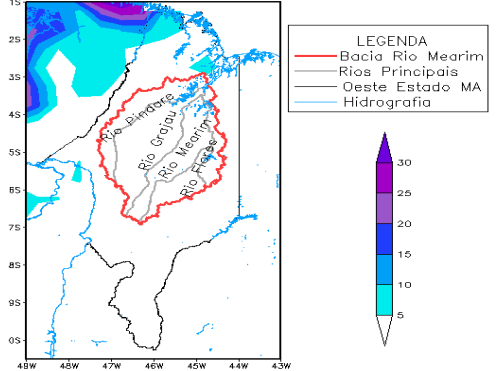 1S
2S
3S
4S
5S
6S
7S
8S
9S
0S
49W 48W 47W 46W 45W 44W 43W
Rio Pindare
Rio Grajau
Rio Mearim
Rio Flores
LEGENDA
Bacia Rio Mearim
Rios Principais
Oeste Estado MA
Hidrografia
30
25
20
15
10
5